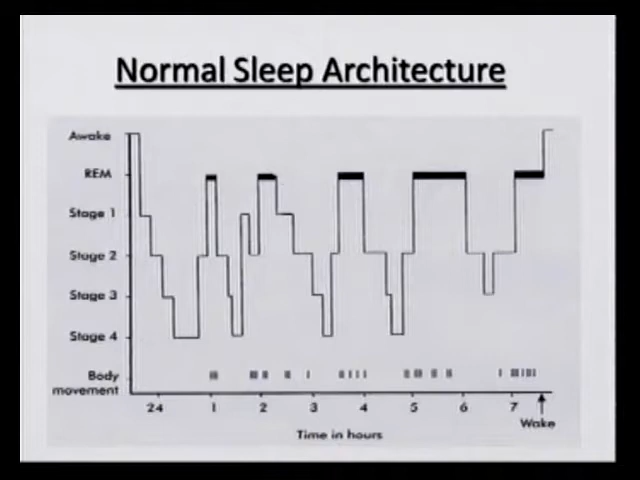 Normal Sleep Architecture
Awake
REM
Stage 1
Stage 2
Stage 3
Stage 4
Body
movement
24 1 2 3 4 5 6 7
Wake
Time in hours